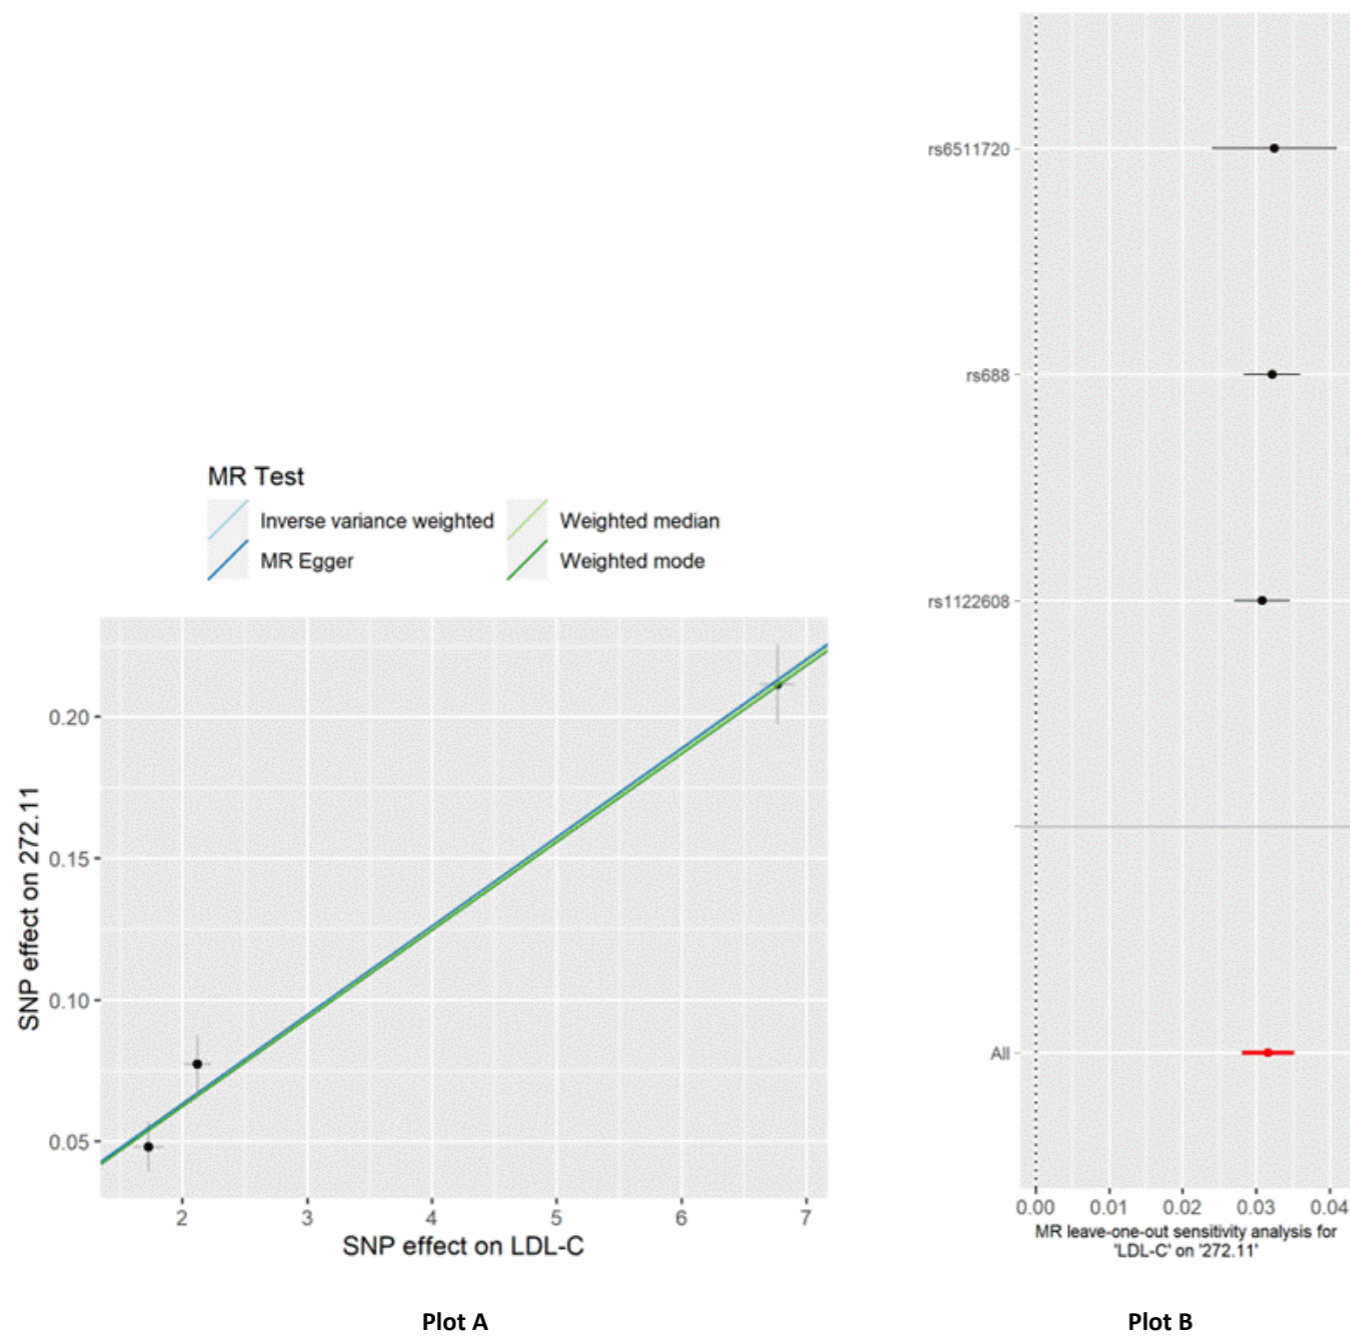 MR Test
Inverse variance weighted
Weighted median
MR Egger
Weighted mode
SNP effect on 272.11
0.20
0.15
0.10
0.05
2 3 4 5 6 7
SNP effect on LDL-C
Plot A
rs6511720
rs688
rs1122608
All
0.00 0.01 0.02 0.03 0.04
MR leave-one-out sensitivity analysis for
'LDL-C' on '272.11'
Plot B